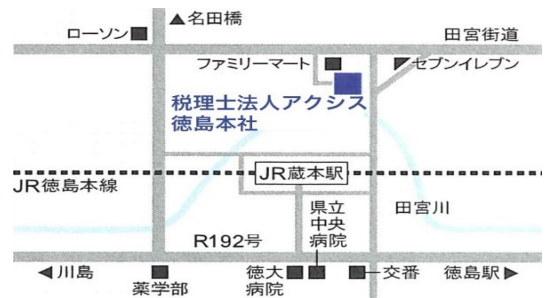 ▲名田橋
ローソン
田宮街道
ファミリーマート
セブンイレブン
税理士法人アクシス
徳島本社
JR蔵本駅
JR徳島本線
県立
中央
病院
田宮川
R192号
◀川島
薬学部
徳大
病院
交番
徳島駅▶